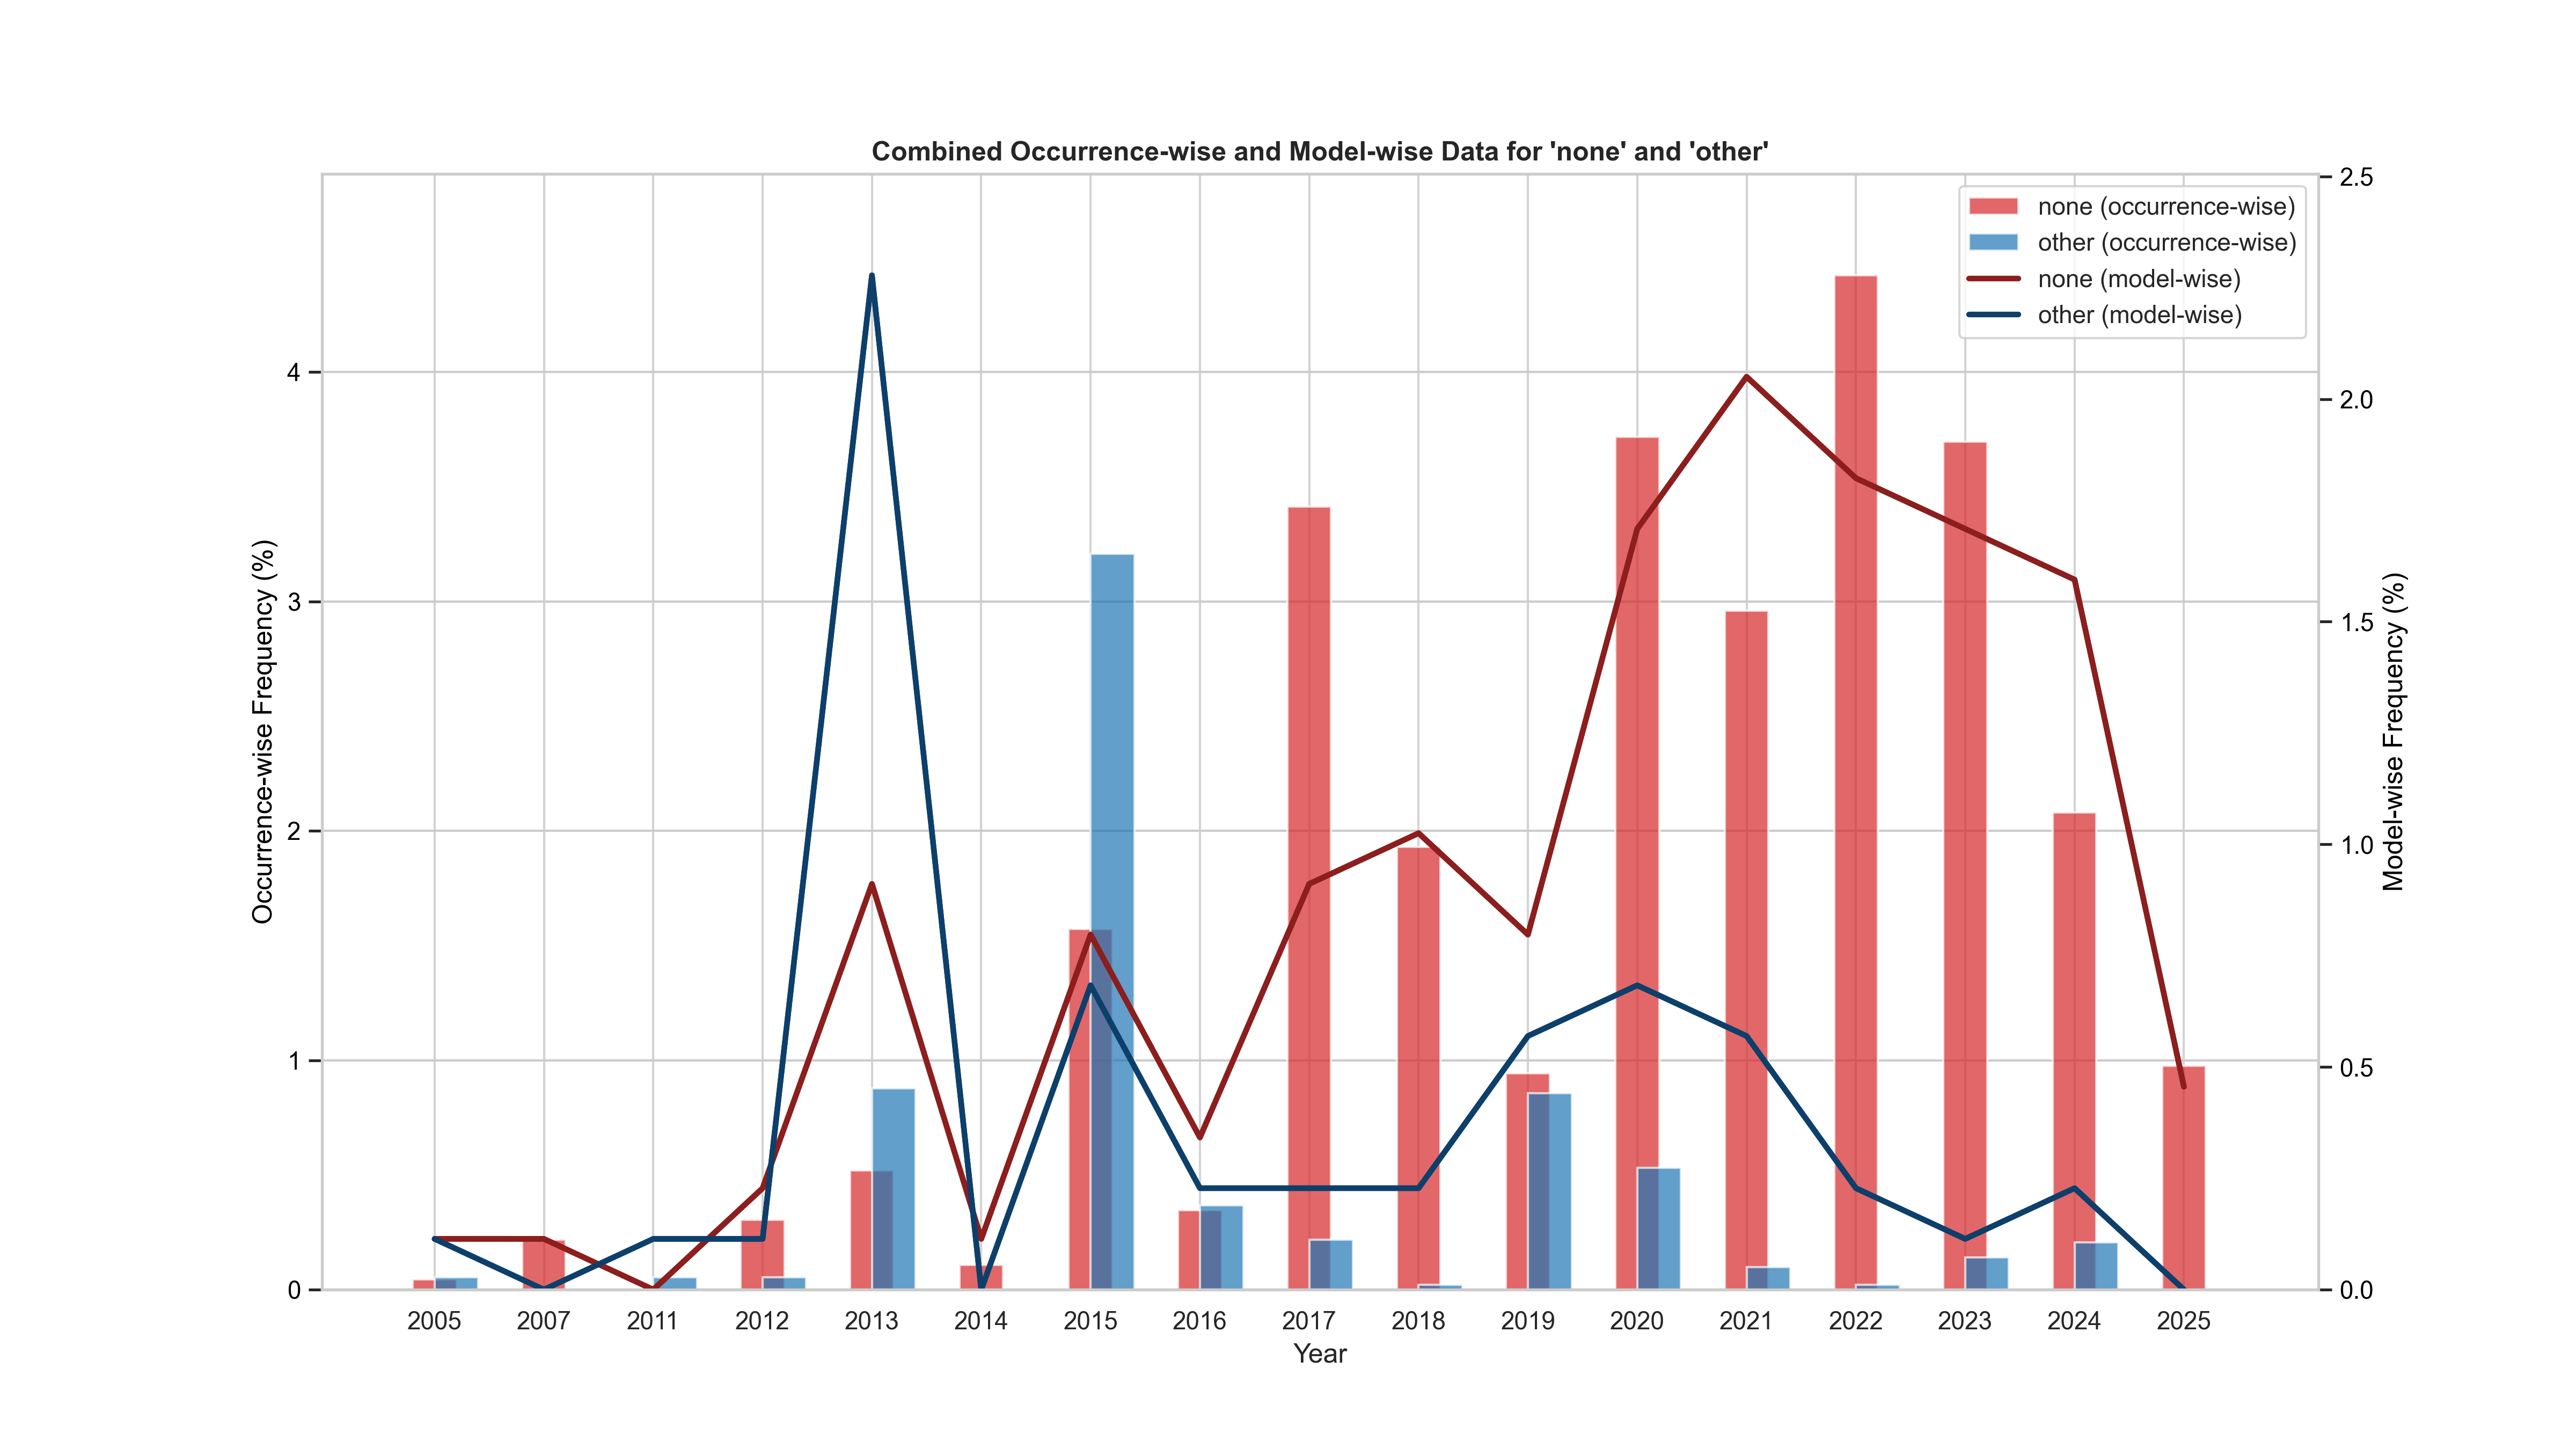 Combined Occurrence-wise and Model-wise Data for 'none' and 'other'
none (occurrence-wise)
other (occurrence-wise)
none (model-wise)
other (model-wise)
Occurrence-wise Frequency (%)
4
3
2
1
0
2.5
2.0
1.5
1.0
0.5
0.0
Model-wise Frequency (%)
2005 2007 2011 2012 2013 2014 2015 2016 2017 2018 2019 2020 2021 2022 2023 2024 2025
Year